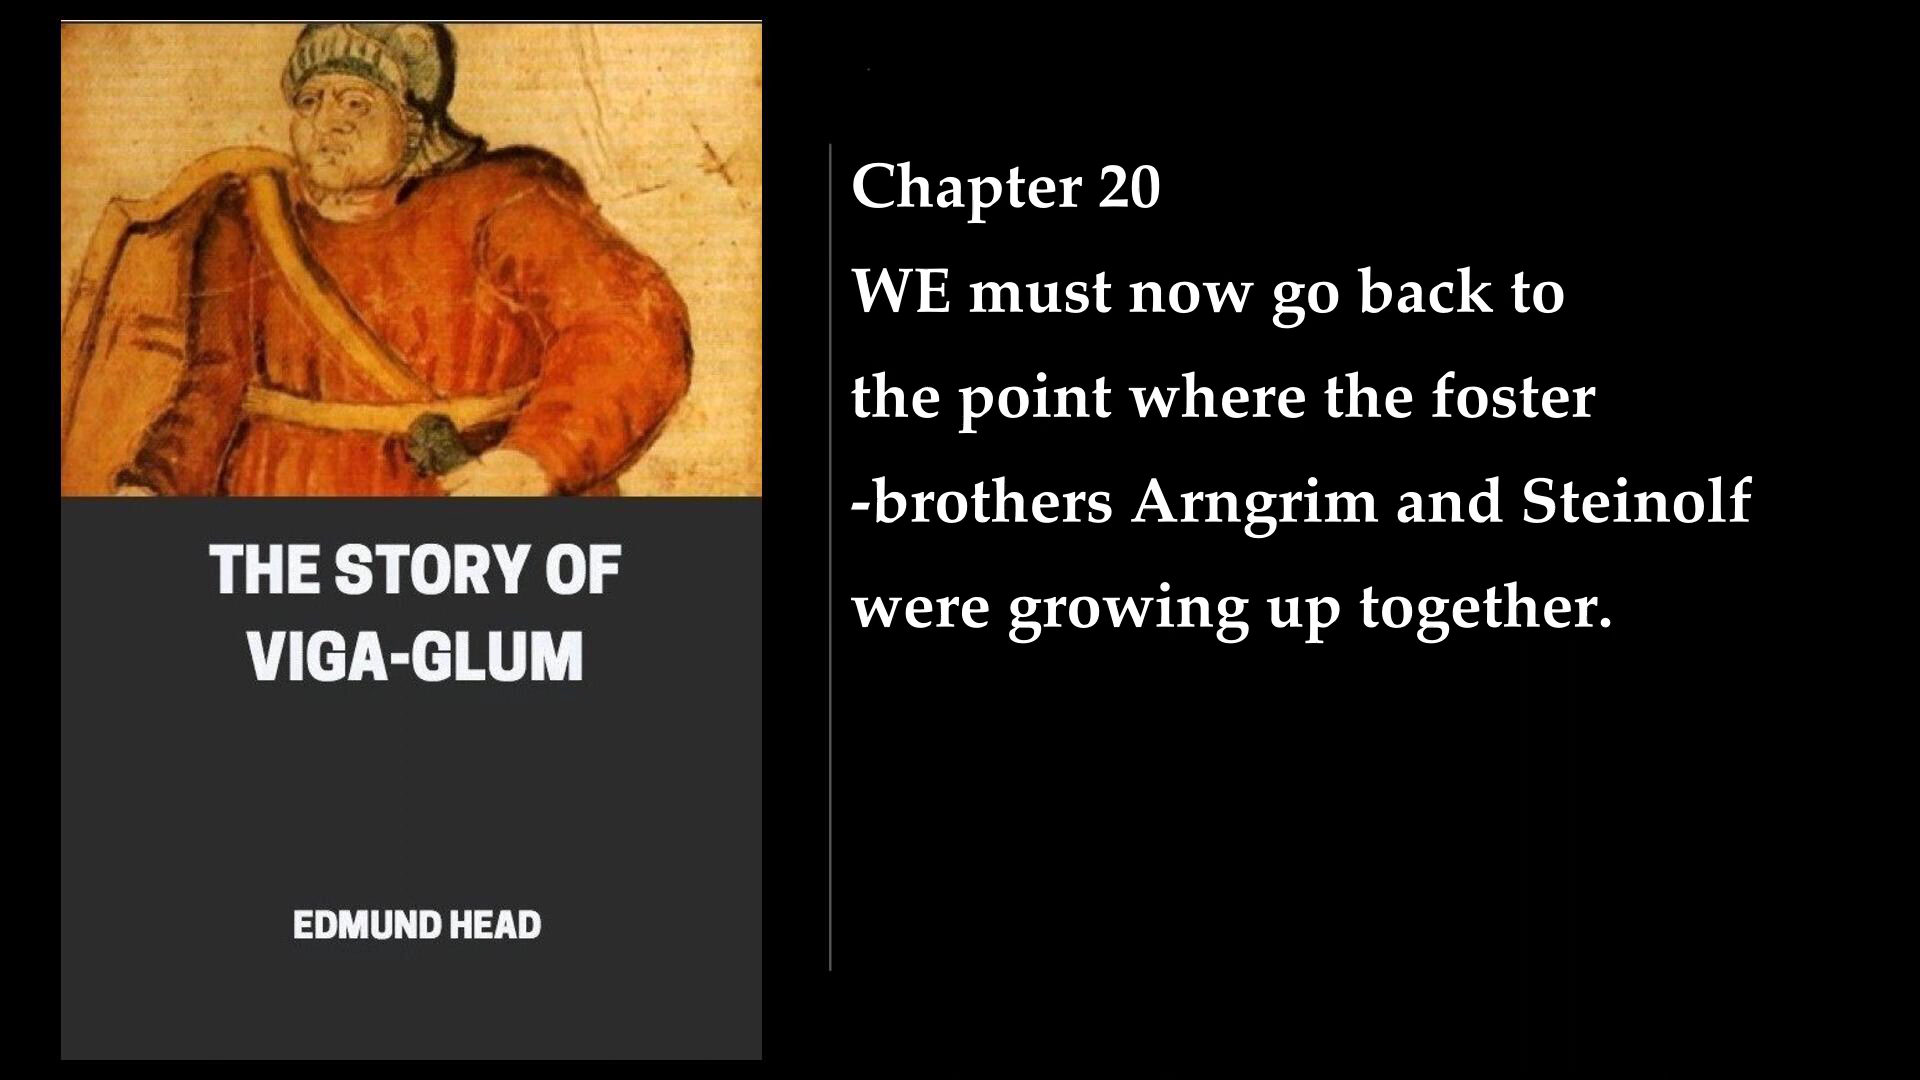 THE STORY OF
VIGA-GLUM
EDMUND HEAD
Chapter 20
WE must now go back to
the point where the foster
-brothers Arngrim and Steinolf
were growing up together.